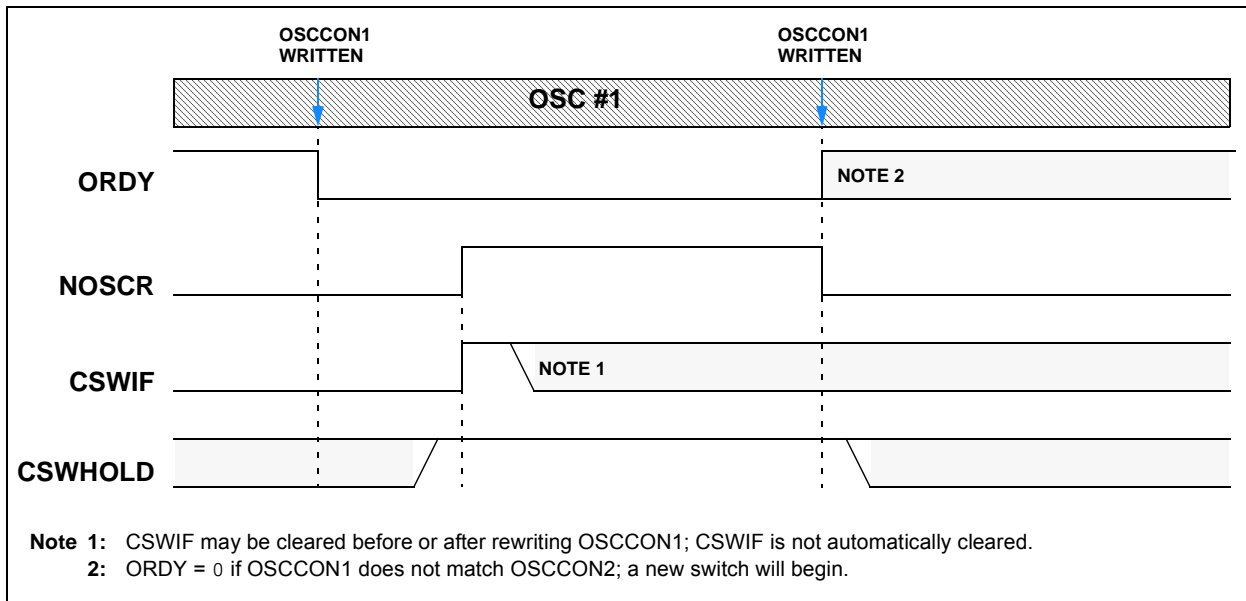 OSCCON1 OSCCON1
WRITTEN WRITTEN
OSC #1
ORDY NOTE 2
NOSCR
CSWIF NOTE 1
CSWHOLD
Note 1: CSWIF may be cleared before or after rewriting OSCCON1; CSWIF is not automatically cleared.
2: ORDY = 0 if OSCCON1 does not match OSCCON2; a new switch will begin.